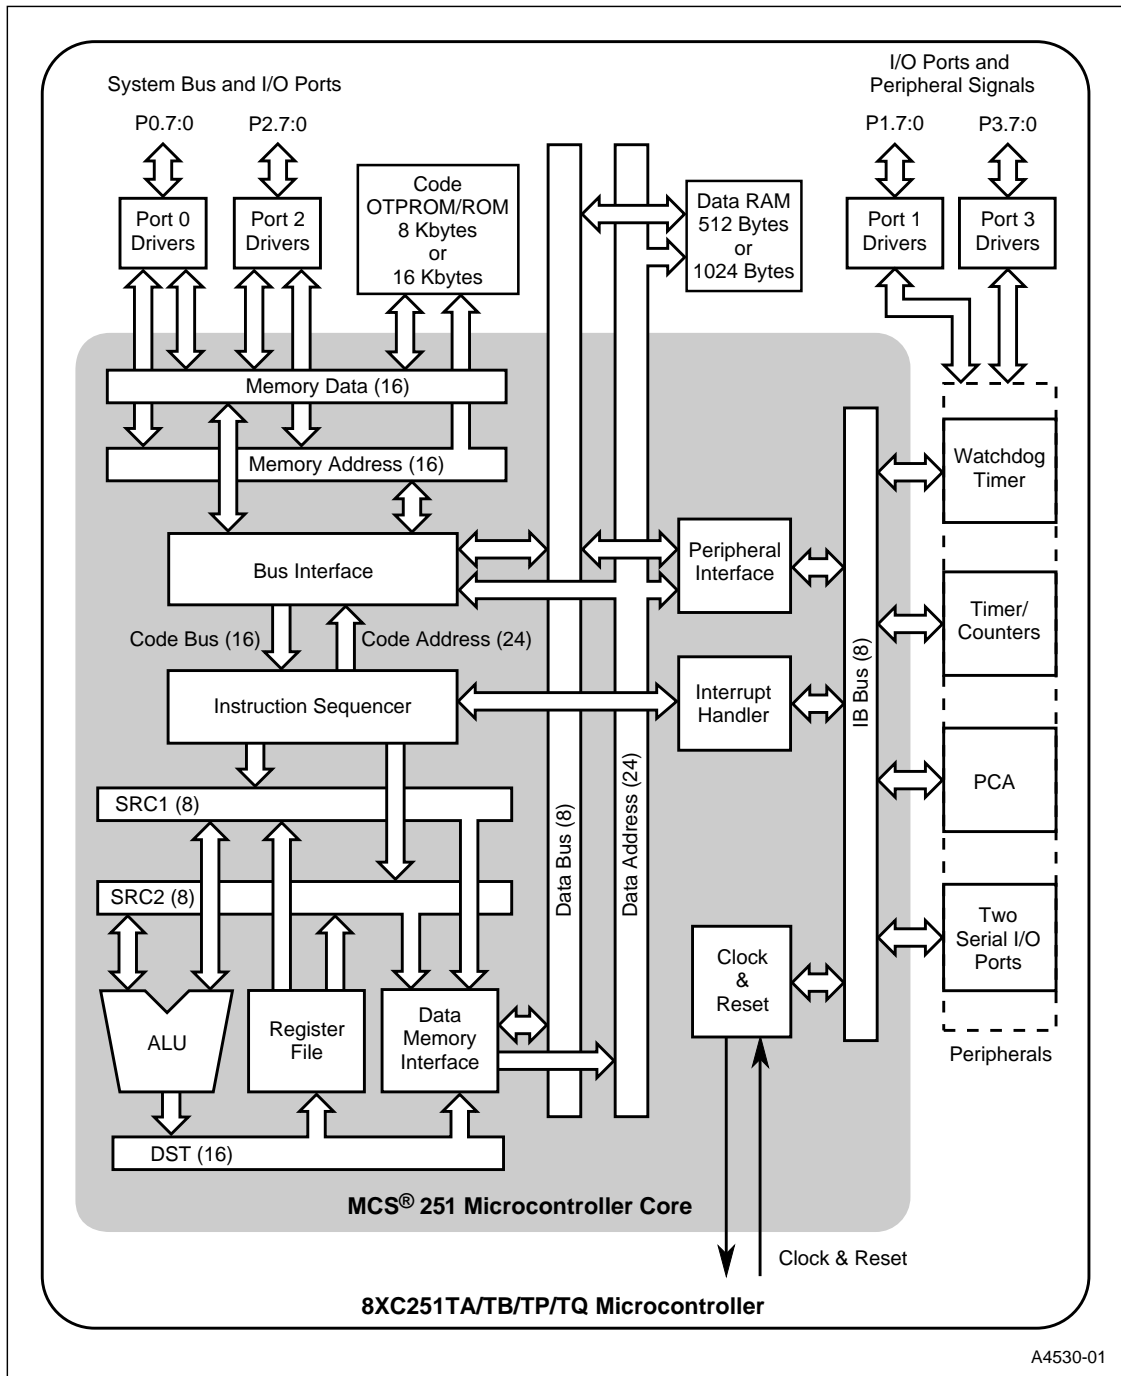 System Bus and I/O Ports
I/O Ports and
Peripheral Signals
P0.7:0
P2.7:0
P1.7:0
P3.7:0
Port 0
Drivers
Port 2
Drivers
Code
OTPROM/ROM
8 Kbytes
or
16 Kbytes
Data RAM
512 Bytes
or
1024 Bytes
Port 1
Drivers
Port 3
Drivers
Memory Data (16)
Memory Address (16)
Bus Interface
Peripheral
Interface
Watchdog
Timer
Code Bus (16)
Code Address (24)
Timer/
Counters
Instruction Sequencer
Interrupt
Handler
IB Bus (8)
SRC1 (8)
Data Bus (8)
Data Address (24)
PCA
SRC2 (8)
Two
Serial I/O
Ports
Clock
&
Reset
ALU
Register
File
Data
Memory
Interface
Peripherals
DST (16)
MCS® 251 Microcontroller Core
Clock & Reset
8XC251TA/TB/TP/TQ Microcontroller
A4530-01